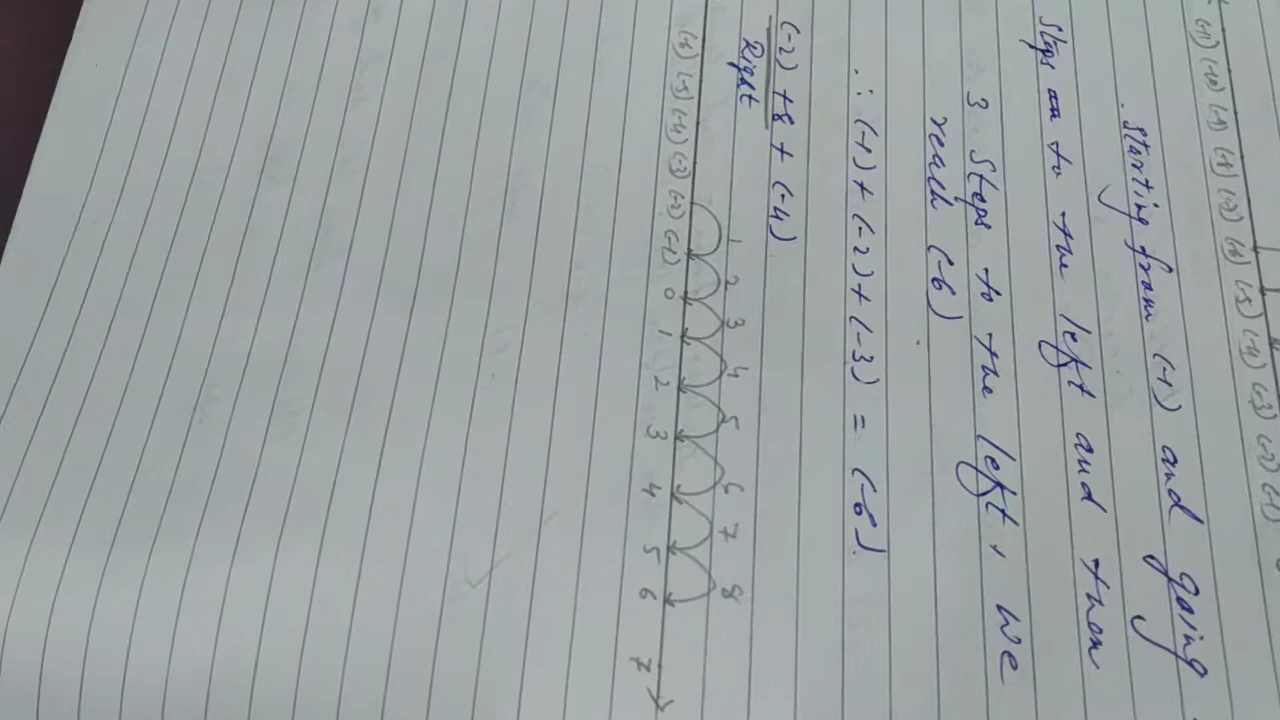 (-11) (-10) (-9) (-8) (-7) (-6) (-5) (-4) (-3) (-2) (-1)
Starting from (-1) and going
Steps an to the left and then
3 Steps to the left, we
reach (-6)
∴ (-1) + (-2) + (-3) = (-6).
(-2) + 8 + (-4)
Right
1 2 3 4 5 6 7 8
(-6) (-5) (-4) (-3) (-2) (-1) 0 1 2 3 4 5 6 7